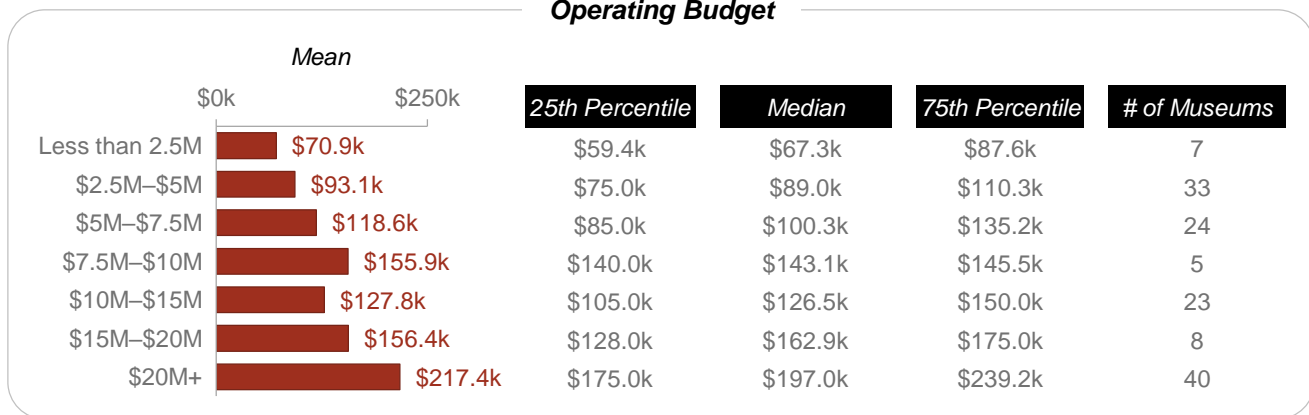 Operating Budget
Mean
$0k $250k 25th Percentile Median 75th Percentile # of Museums
Less than 2.5M $70.9k $59.4k $67.3k $87.6k 7
$2.5M–$5M $93.1k $75.0k $89.0k $110.3k 33
$5M–$7.5M $118.6k $85.0k $100.3k $135.2k 24
$7.5M–$10M $155.9k $140.0k $143.1k $145.5k 5
$10M–$15M $127.8k $105.0k $126.5k $150.0k 23
$15M–$20M $156.4k $128.0k $162.9k $175.0k 8
$20M+ $217.4k $175.0k $197.0k $239.2k 40